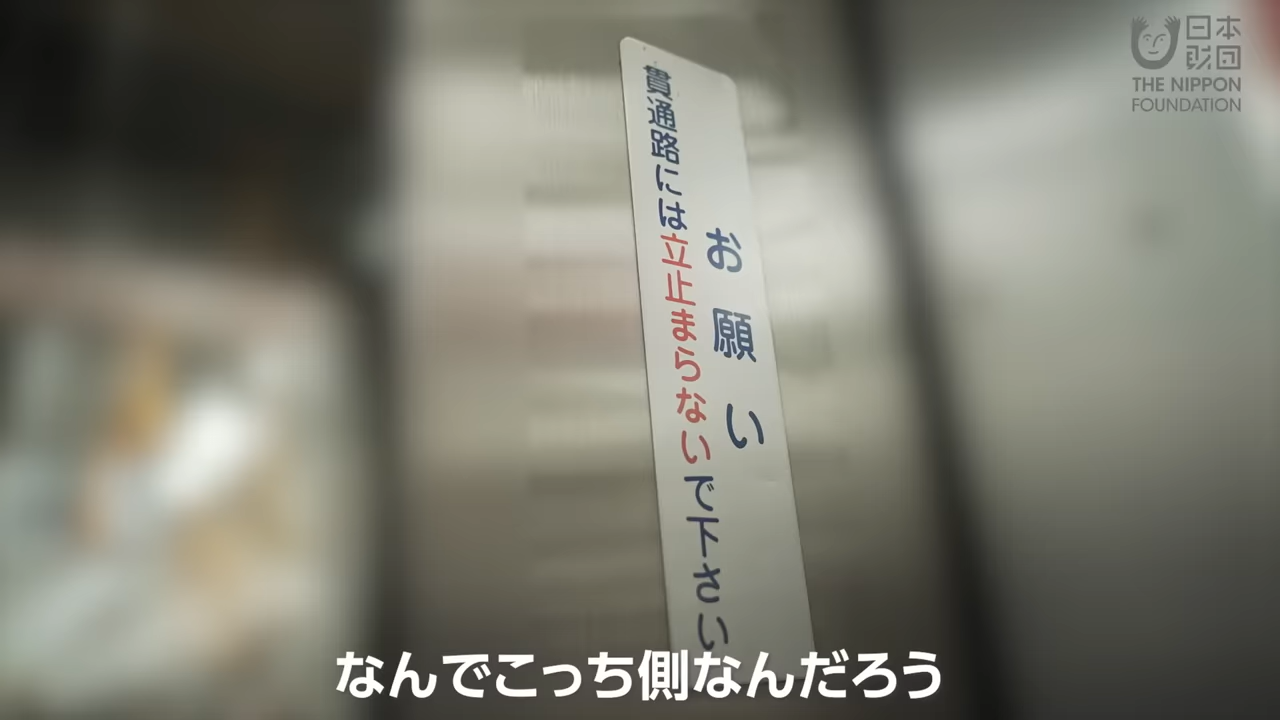 お願い
貫通路には立止まらないで下さい
日本
財団
THE NIPPON
FOUNDATION
なんでこっち側なんだろう